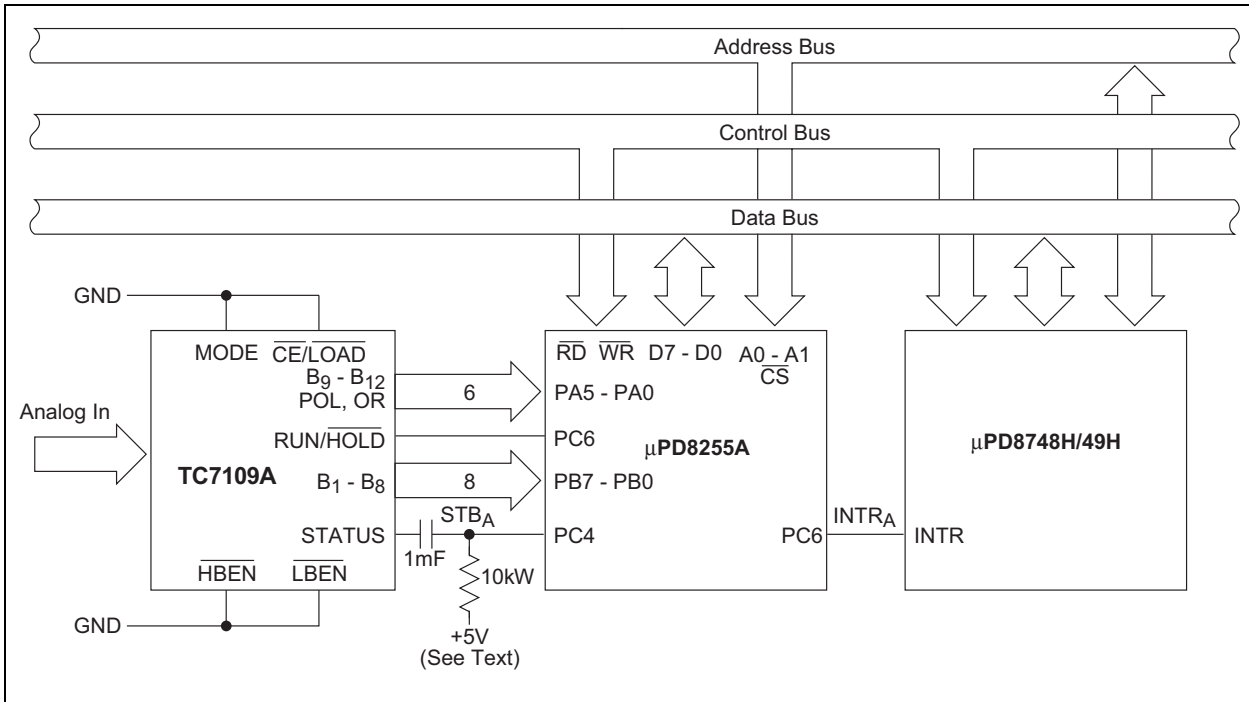 Address Bus
Control Bus
Data Bus
GND
MODE CE/LOAD
B9 - B12
POL, OR
6
RUN/HOLD
Analog In
TC7109A
B1 - B8
8
STATUS
STBA
1mF
10kW
+5V
(See Text)
HBEN LBEN
GND
RD WR D7 - D0 A0 - A1
CS
PA5 - PA0
PC6
µPD8255A
PB7 - PB0
PC4
PC6
INTRA
INTR
µPD8748H/49H